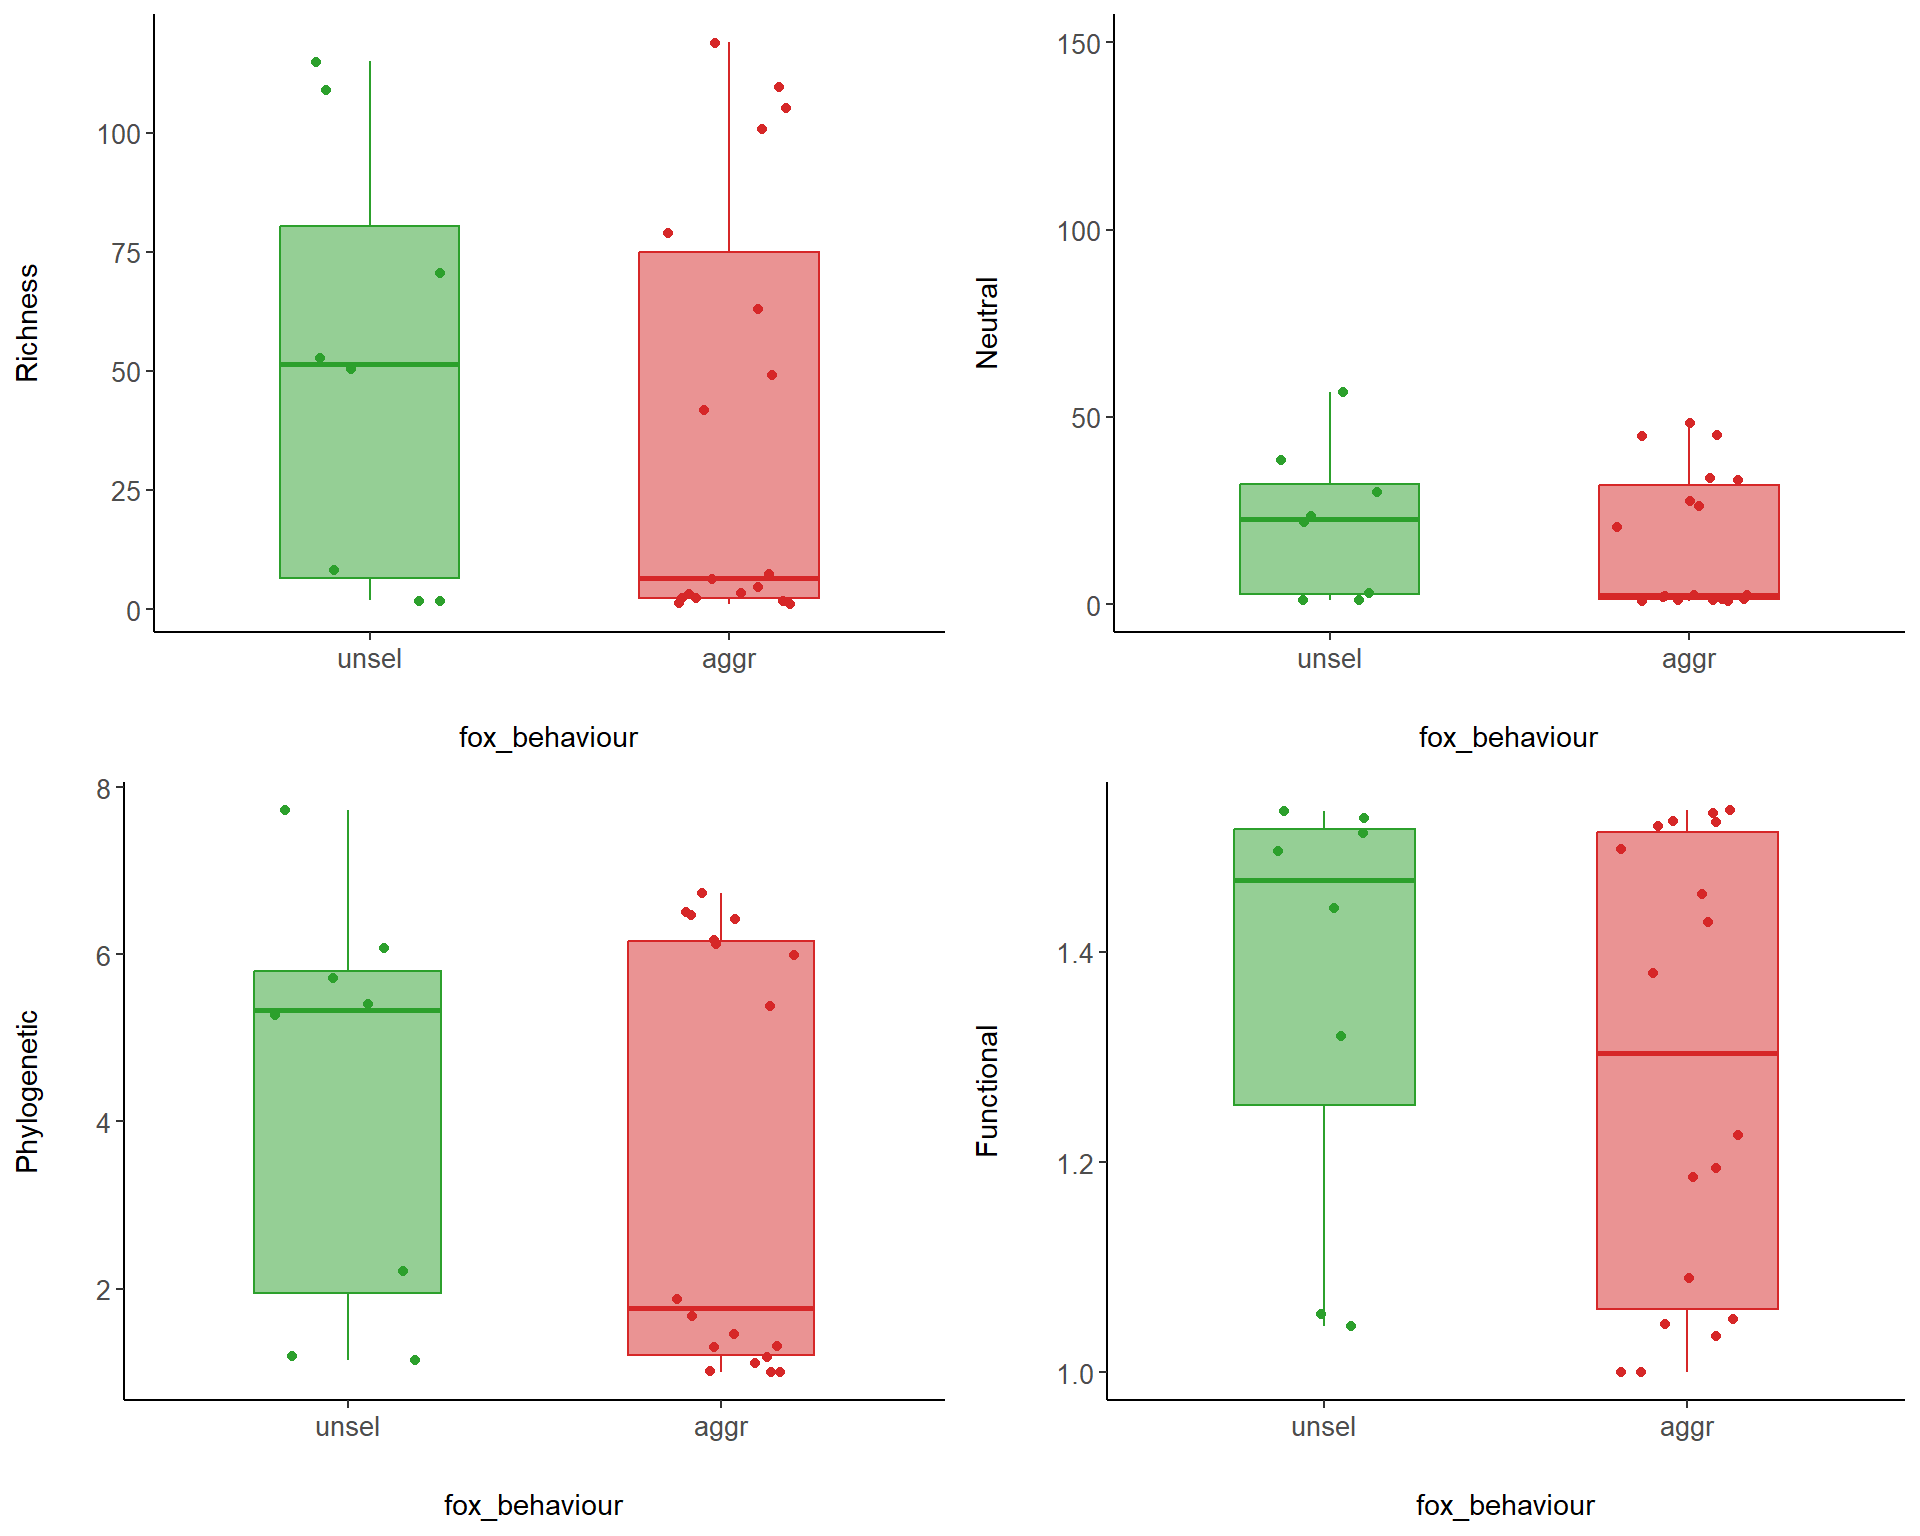 Richness
100
75
50
25
0
unsel aggr
fox_behaviour
Neutral
150
100
50
0
unsel aggr
fox_behaviour
Phylogenetic
8
6
4
2
unsel aggr
fox_behaviour
Functional
1.4
1.2
1.0
unsel aggr
fox_behaviour